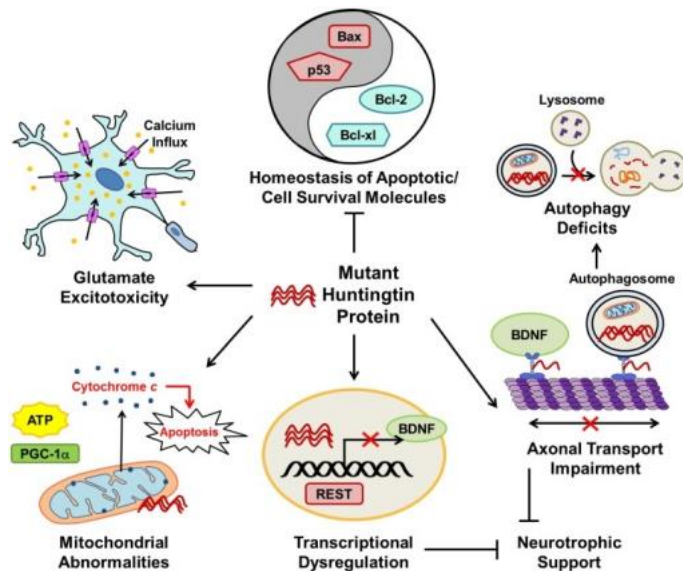 Bax
p53
Bcl-2
Bcl-xl
Homeostasis of Apoptotic/
Cell Survival Molecules
Calcium
Influx
Glutamate
Excitotoxicity
Lysosome
Autophagy
Deficits
Autophagosome
Mutant
Huntingtin
Protein
BDNF
Axonal Transport
Impairment
Cytochrome c
Apoptosis
ATP
PGC-1α
Mitochondrial
Abnormalities
BDNF
REST
Transcriptional
Dysregulation
Neurotrophic
Support